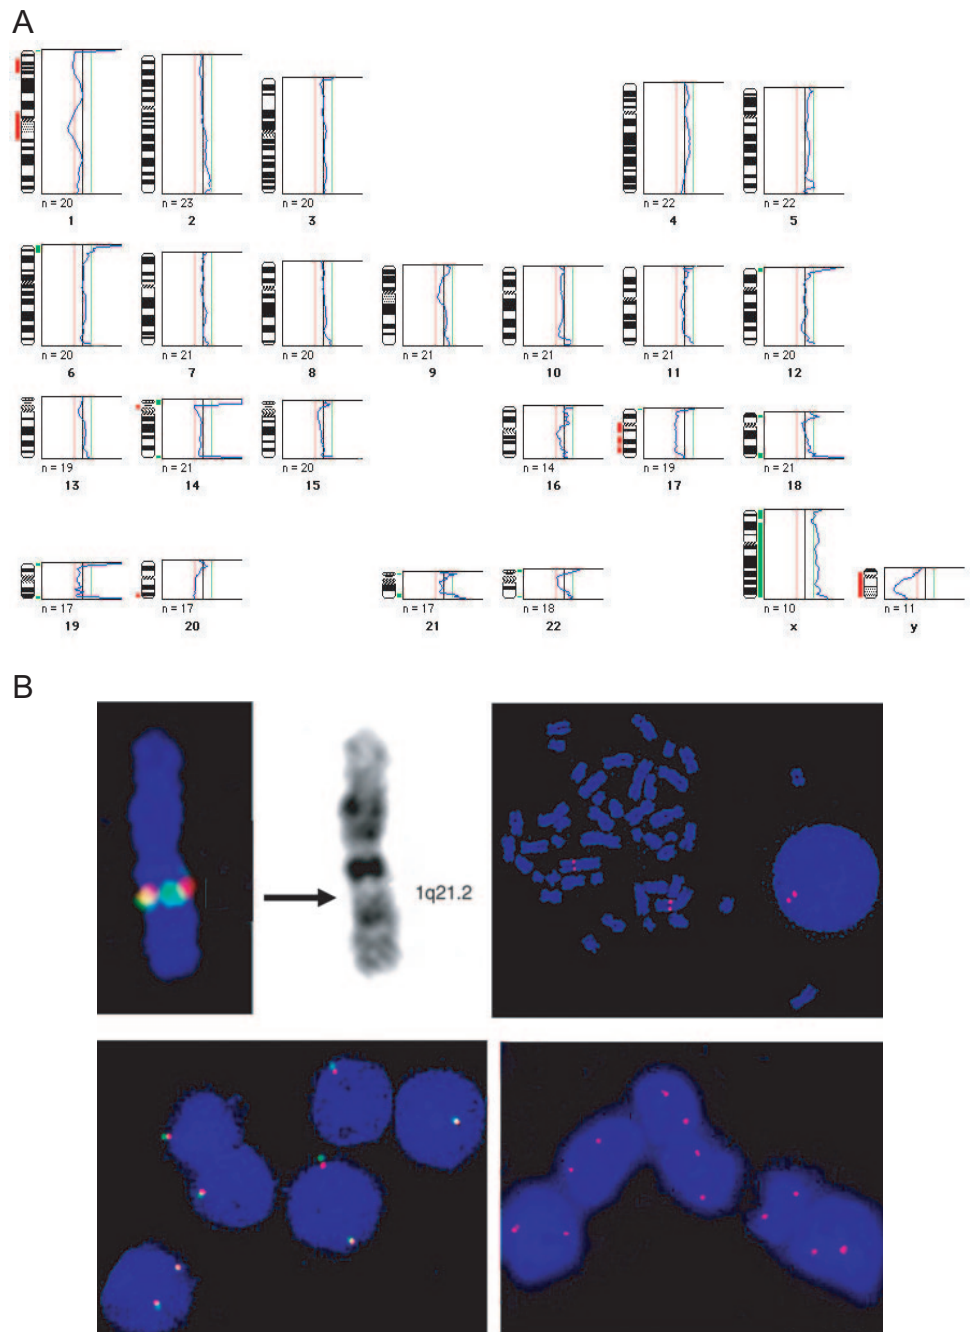 A
n = 20
n = 23
n = 20
n = 22
n = 22
1
2
3
4
5
n = 20
n = 21
n = 20
n = 21
n = 21
n = 21
n = 20
6
7
8
9
10
11
12
n = 19
n = 21
n = 20
n = 14
n = 19
n = 21
13
14
15
16
17
18
n = 17
n = 17
n = 17
n = 18
n = 10
n = 11
19
20
21
22
x
y
B
1q21.2